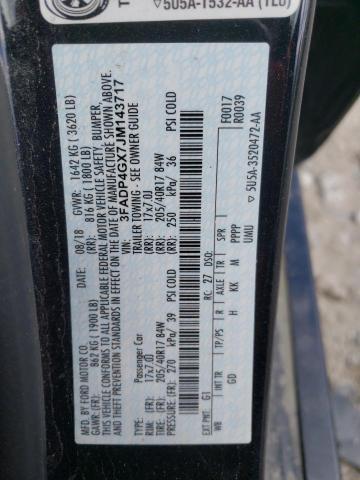 5U5A-1532-AA (TLB)
MFD. BY FORD MOTOR CO.
08/18 GVWR: 1642 KG ( 3620 LB)
GAWR: (FR): 862 KG ( 1900 LB) (RR): 816 KG ( 1800 LB)
THIS VEHICLE CONFORMS TO ALL APPLICABLE FEDERAL MOTOR VEHICLE SAFETY, BUMPER,
THEFT PREVENTION STANDARDS IN EFFECT ON THE DATE OF MANUFACTURE SHOWN ABOVE.
VIN: 3FADP4GX7JM143717
Passenger Car TRAILER TOWING - SEE OWNER GUIDE
RIM: (FR): 17x7.0J (RR): 17x7.0J
TIRE: (FR): 205/40R17 84W (RR): 205/40R17 84W
PRESSURE: (FR): 270 kPa/ 39 PSI COLD (RR): 250 kPa/ 36 PSI COLD
EXT PNT: G1 RC: 27 DSO: F0017
R0039
INT TR TP/PS R AXLE TR SPR
GD H KK M PPPP
UMU 5U5A-3520472-AA